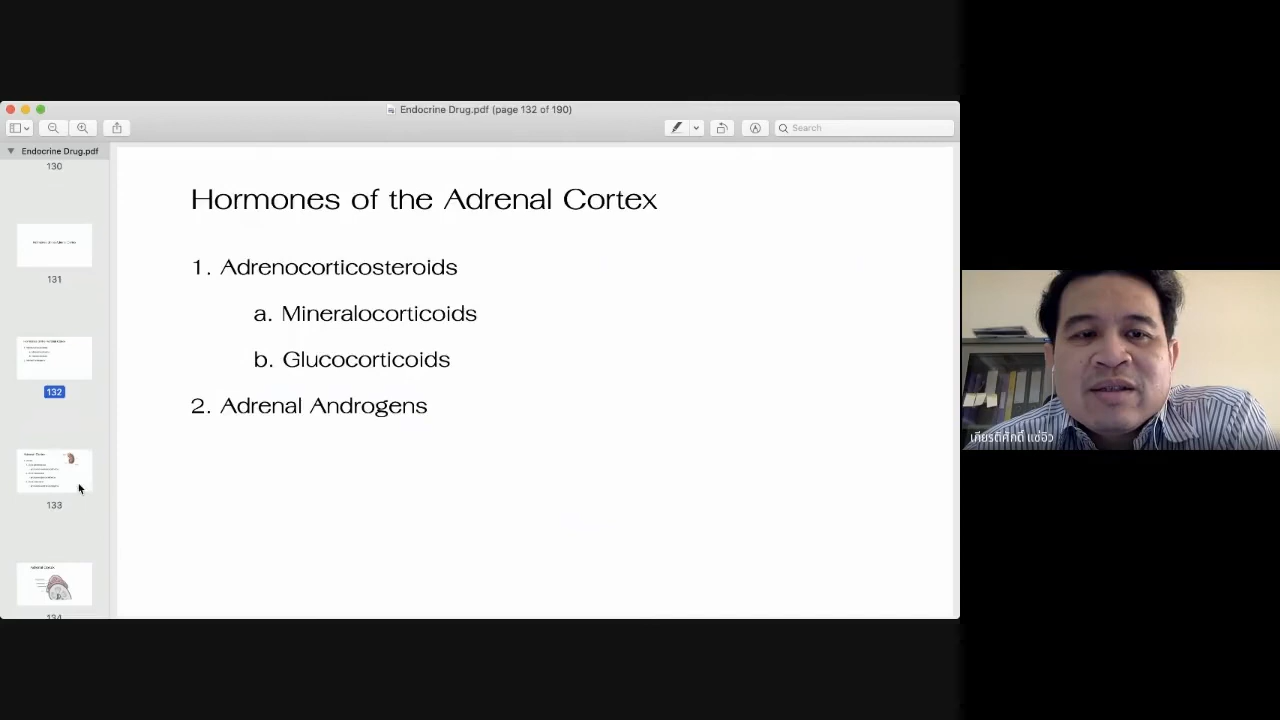 Endocrine Drug.pdf (page 132 of 190)
Search
Endocrine Drug.pdf
130
131
132
133
134
Hormones of the Adrenal Cortex
1. Adrenocorticosteroids
a. Mineralocorticoids
b. Glucocorticoids
2. Adrenal Androgens
เกียรติศักดิ์ แซ่อิว